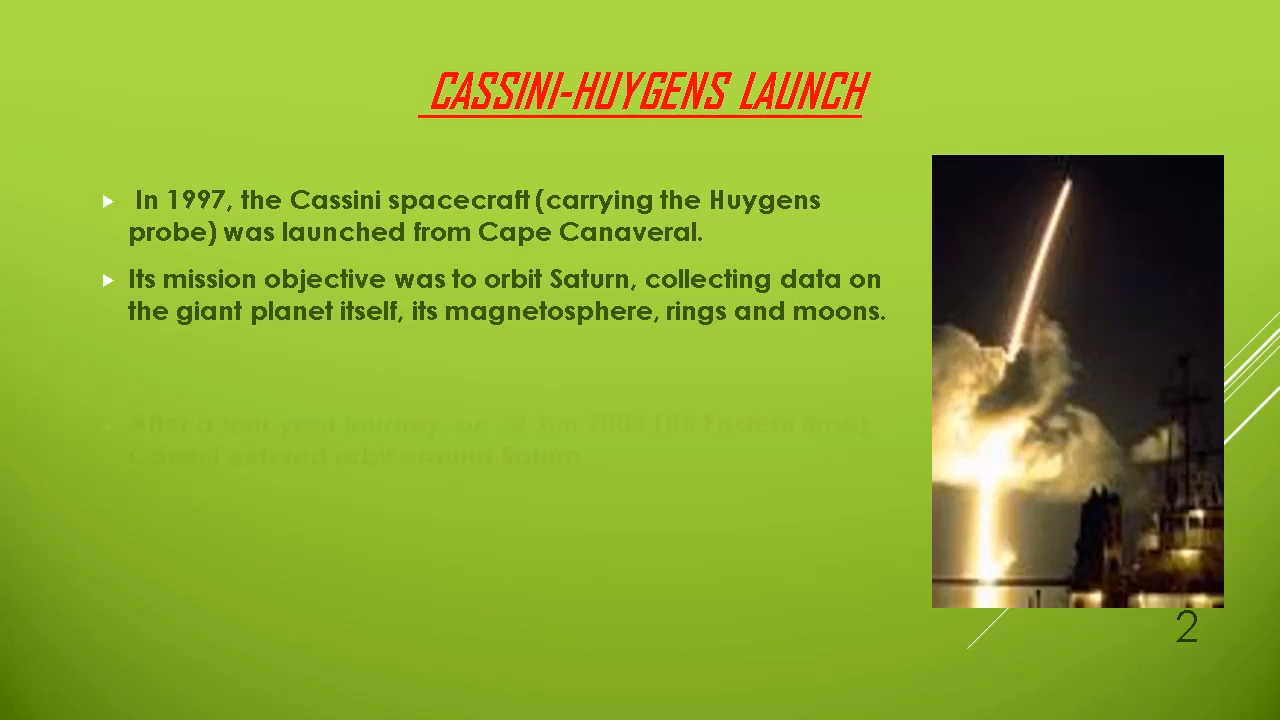 CASSINI-HUYGENS LAUNCH
In 1997, the Cassini spacecraft (carrying the Huygens
probe) was launched from Cape Canaveral.
Its mission objective was to orbit Saturn, collecting data on
the giant planet itself, its magnetosphere, rings and moons.
After a four year journey, on 30 Jun 2004 (US Eastern time),
entered orbit around Saturn
2